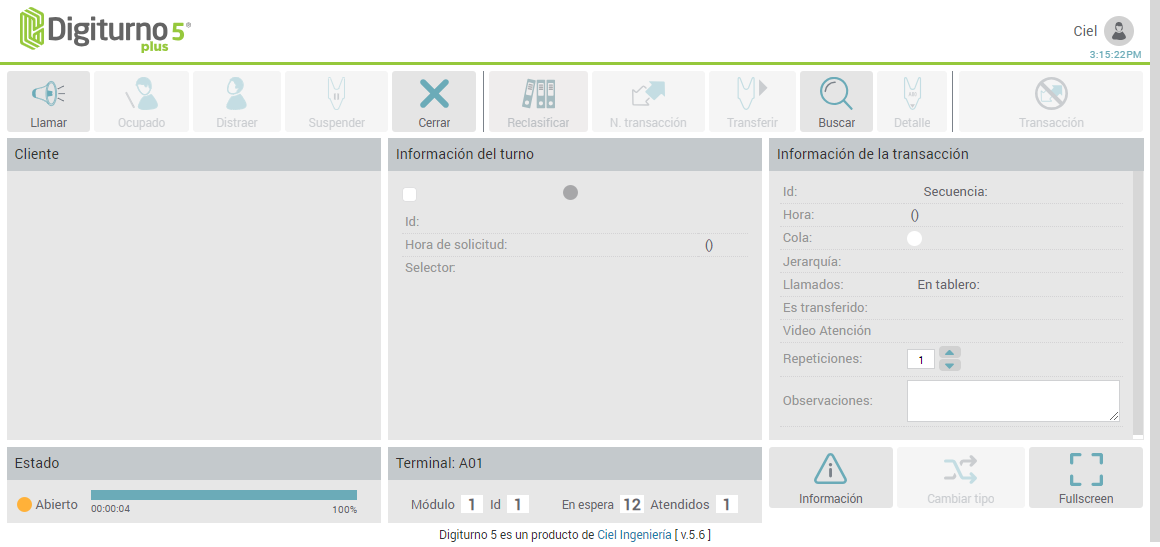 Digiturno 5®
plus
Ciel
3:15:22 PM
Llamar
Ocupado
Distraer
Suspender
Cerrar
Reclasificar
N. transacción
Transferir
Buscar
Detalle
Transacción
Cliente
Información del turno
Id:
Hora de solicitud: ()
Selector:
Información de la transacción
Id: Secuencia:
Hora: ()
Cola:
Jerarquía:
Llamados: En tablero:
Es transferido:
Video Atención
Repeticiones: 1
Observaciones:
Estado
Abierto
00:00:04 100%
Terminal: A01
Módulo 1 Id 1 En espera 12 Atendidos 1
Información
Cambiar tipo
Fullscreen
Digiturno 5 es un producto de Ciel Ingeniería [ v.5.6 ]